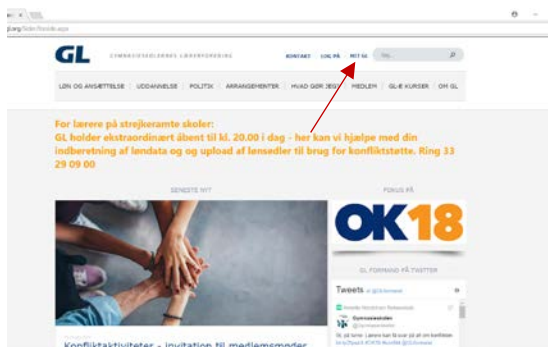 GL
GYMNASIESKOLERNES LÆRERFORENING
KONTAKT LOG PÅ MIT GL
LØN OG ANSÆTTELSE UDDANNELSE POLITIK ARRANGEMENTER HVAD GØR JEG? MEDLEM GL-E KURSER OM GL
For lærere på strejkeramte skoler:
GL holder ekstraordinært åbent til kl. 20.00 i dag - her kan vi hjælpe med din
indberetning af løndata og og upload af lønsedler til brug for konfliktstøtte. Ring 33
29 09 00
SENESTE NYT
FOKUS PÅ
OK18
GL FORMAND PÅ TWITTER
Tweets
Gymnasieskolen
Konfliktaktiviteter - invitation til medlemsmøder